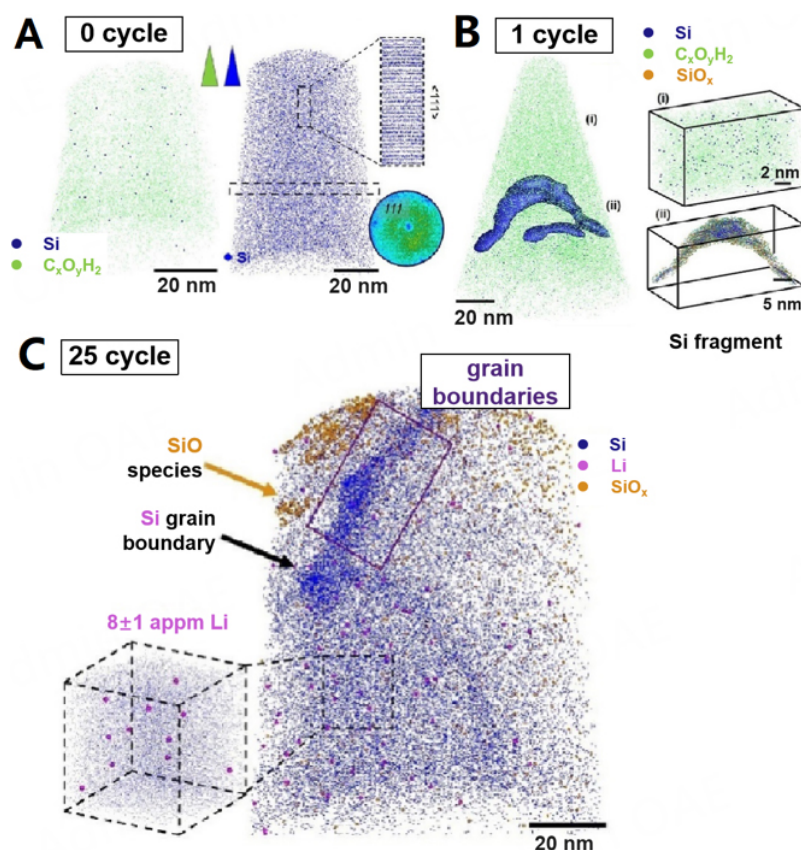 A
0 cycle
<111>
111
Si
CxOyH2
Si
20 nm
20 nm
B
1 cycle
Si
CxOyH2
SiOx
(i)
(ii)
(i)
2 nm
(ii)
5 nm
20 nm
Si fragment
C
25 cycle
grain
boundaries
Si
Li
SiOx
SiO
species
Si grain
boundary
8±1 appm Li
20 nm